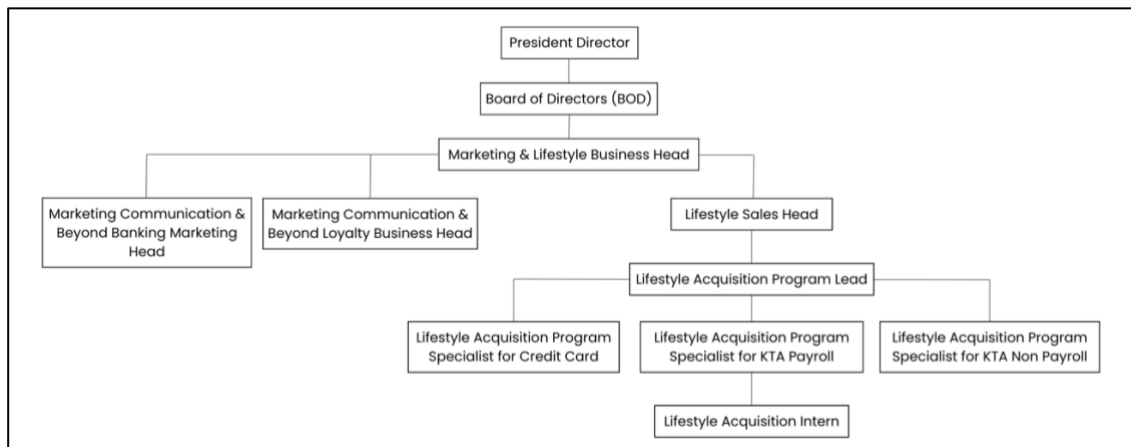 President Director
Board of Directors (BOD)
Marketing & Lifestyle Business Head
Marketing Communication &
Beyond Banking Marketing
Head
Marketing Communication &
Beyond Loyalty Business Head
Lifestyle Sales Head
Lifestyle Acquisition Program Lead
Lifestyle Acquisition Program
Specialist for Credit Card
Lifestyle Acquisition Program
Specialist for KTA Payroll
Lifestyle Acquisition Program
Specialist for KTA Non Payroll
Lifestyle Acquisition Intern